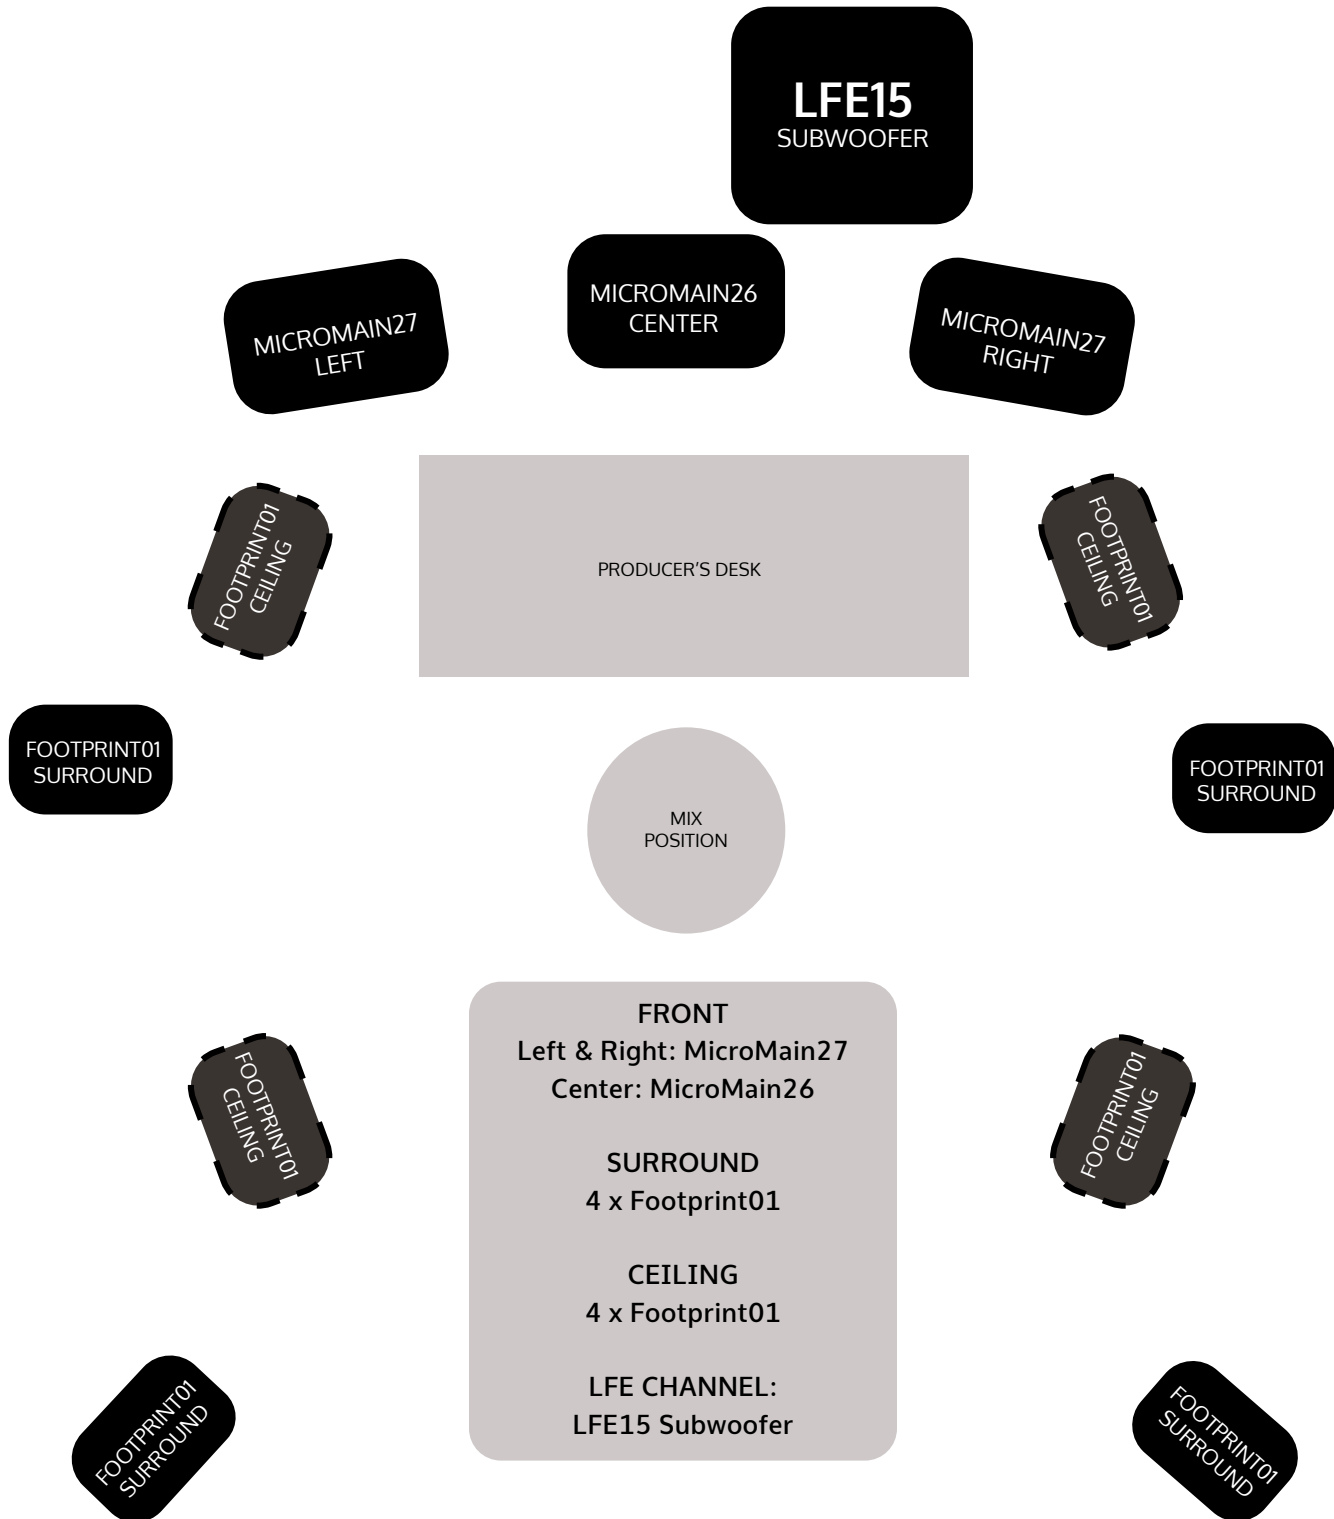 LFE15
SUBWOOFER
MICROMAIN27
LEFT
MICROMAIN26
CENTER
MICROMAIN27
RIGHT
FOOTPRINT01
CEILING
PRODUCER'S DESK
FOOTPRINT01
CEILING
FOOTPRINT01
SURROUND
MIX
POSITION
FOOTPRINT01
SURROUND
FOOTPRINT01
CEILING
FRONT
Left & Right: MicroMain27
Center: MicroMain26
SURROUND
4 x Footprint01
CEILING
4 x Footprint01
LFE CHANNEL:
LFE15 Subwoofer
FOOTPRINT01
CEILING
FOOTPRINT01
SURROUND
FOOTPRINT01
SURROUND